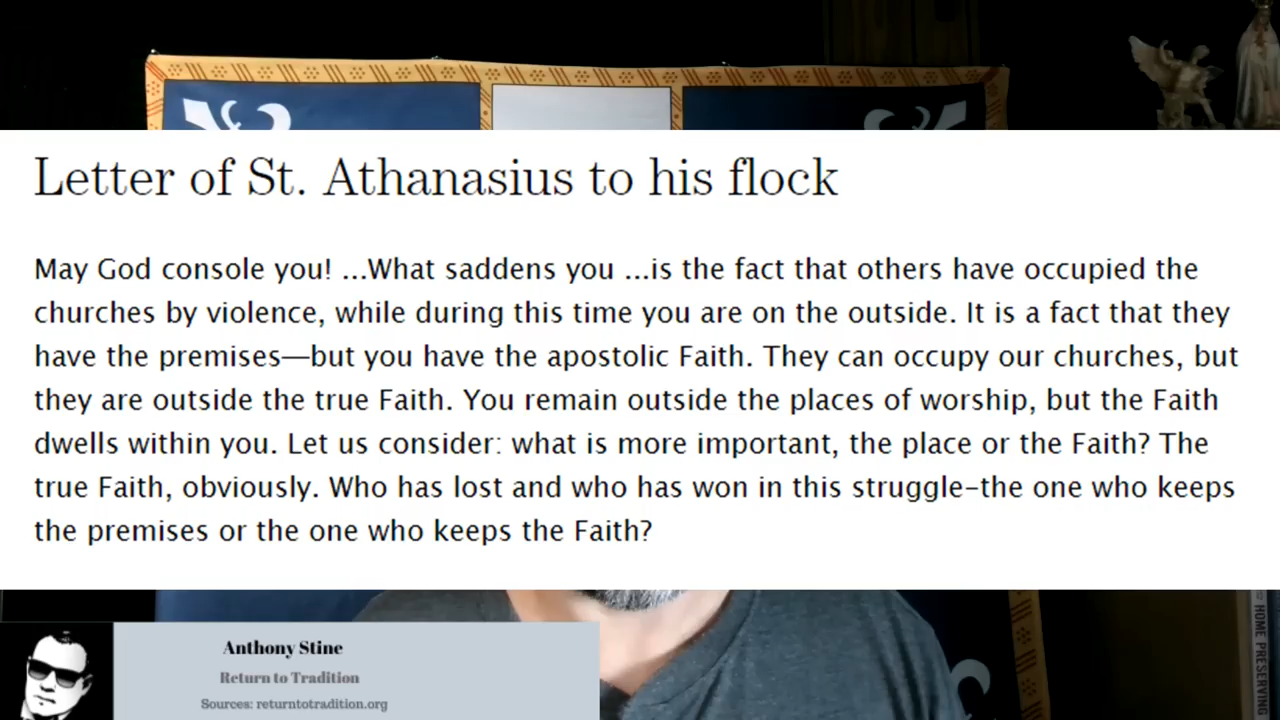 Letter of St. Athanasius to his flock
May God console you! ...What saddens you ...is the fact that others have occupied the
churches by violence, while during this time you are on the outside. It is a fact that they
have the premises—but you have the apostolic Faith. They can occupy our churches, but
they are outside the true Faith. You remain outside the places of worship, but the Faith
dwells within you. Let us consider: what is more important, the place or the Faith? The
true Faith, obviously. Who has lost and who has won in this struggle–the one who keeps
the premises or the one who keeps the Faith?
Anthony Stine
Return to Tradition
Sources: returntotradition.org
HOME PRESERVING